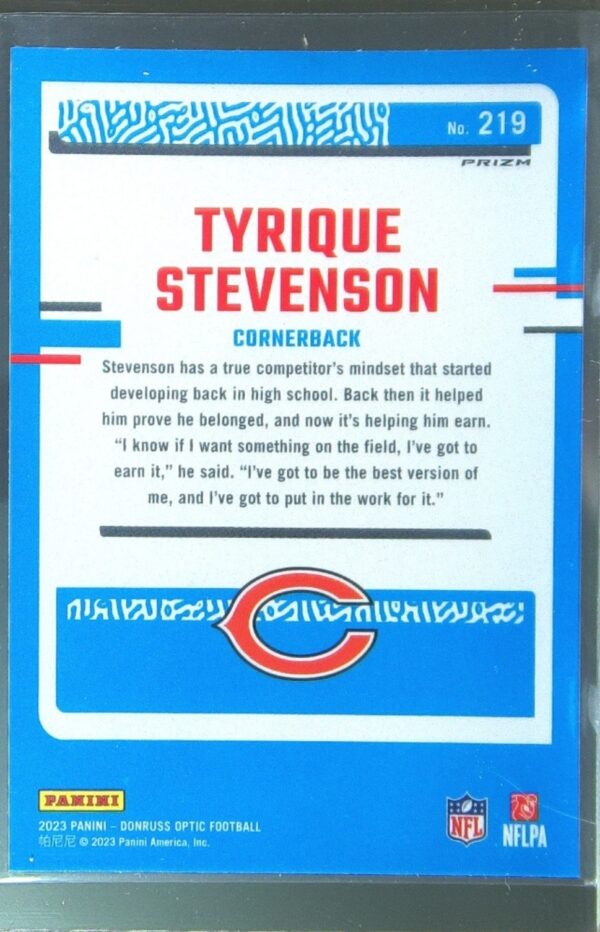 No. 219
PRIZM
TYRIQUE
STEVENSON
CORNERBACK
Stevenson has a true competitor's mindset that started
developing back in high school. Back then it helped
him prove he belonged, and now it's helping him earn.
“I know if I want something on the field, I've got to
earn it,” he said. “I've got to be the best version of
me, and I've got to put in the work for it.”
C
PANINI
2023 PANINI – DONRUSS OPTIC FOOTBALL
帕尼尼 © 2023 Panini America, Inc.
NFL
NFLPA